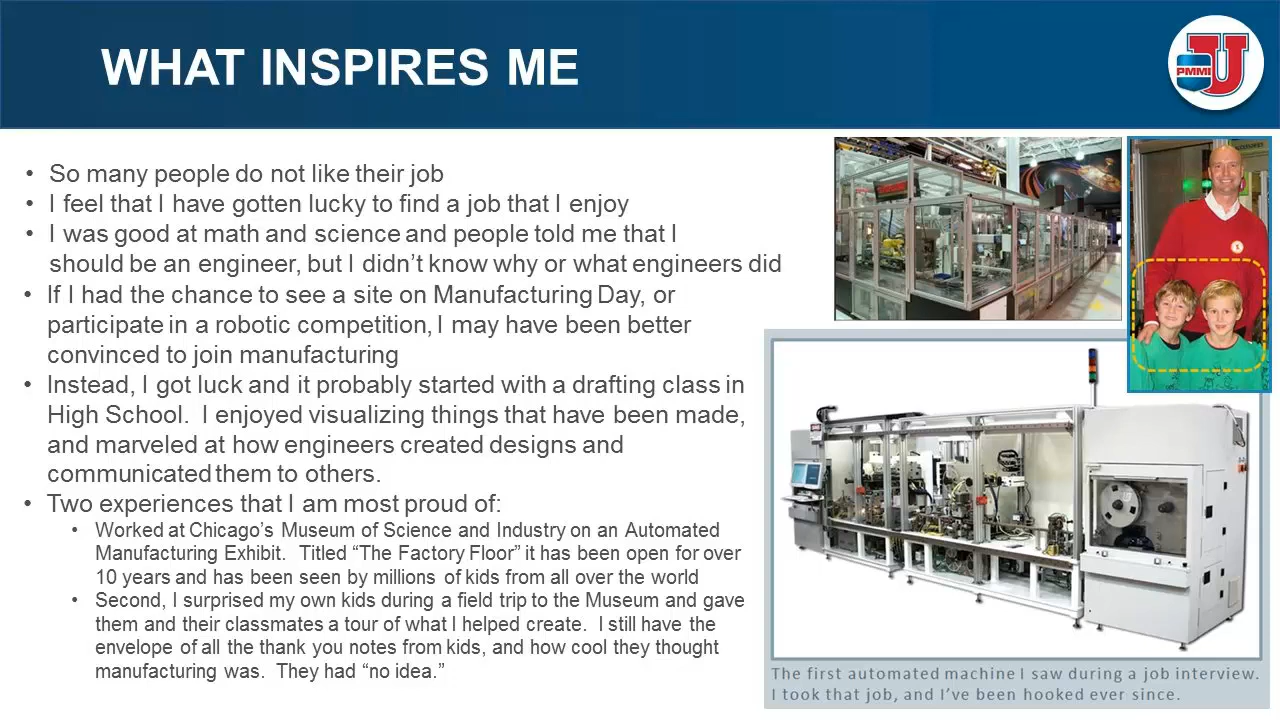 WHAT INSPIRES ME
PMMI U
• So many people do not like their job
• I feel that I have gotten lucky to find a job that I enjoy
• I was good at math and science and people told me that I
should be an engineer, but I didn't know why or what engineers did
• If I had the chance to see a site on Manufacturing Day, or
participate in a robotic competition, I may have been better
convinced to join manufacturing
• Instead, I got luck and it probably started with a drafting class in
High School.  I enjoyed visualizing things that have been made,
and marveled at how engineers created designs and
communicated them to others.
• Two experiences that I am most proud of:
• Worked at Chicago's Museum of Science and Industry on an Automated
Manufacturing Exhibit.  Titled “The Factory Floor” it has been open for over
10 years and has been seen by millions of kids from all over the world
• Second, I surprised my own kids during a field trip to the Museum and gave
them and their classmates a tour of what I helped create.  I still have the
envelope of all the thank you notes from kids, and how cool they thought
manufacturing was.  They had “no idea.”
The first automated machine I saw during a job interview.
I took that job, and I've been hooked ever since.